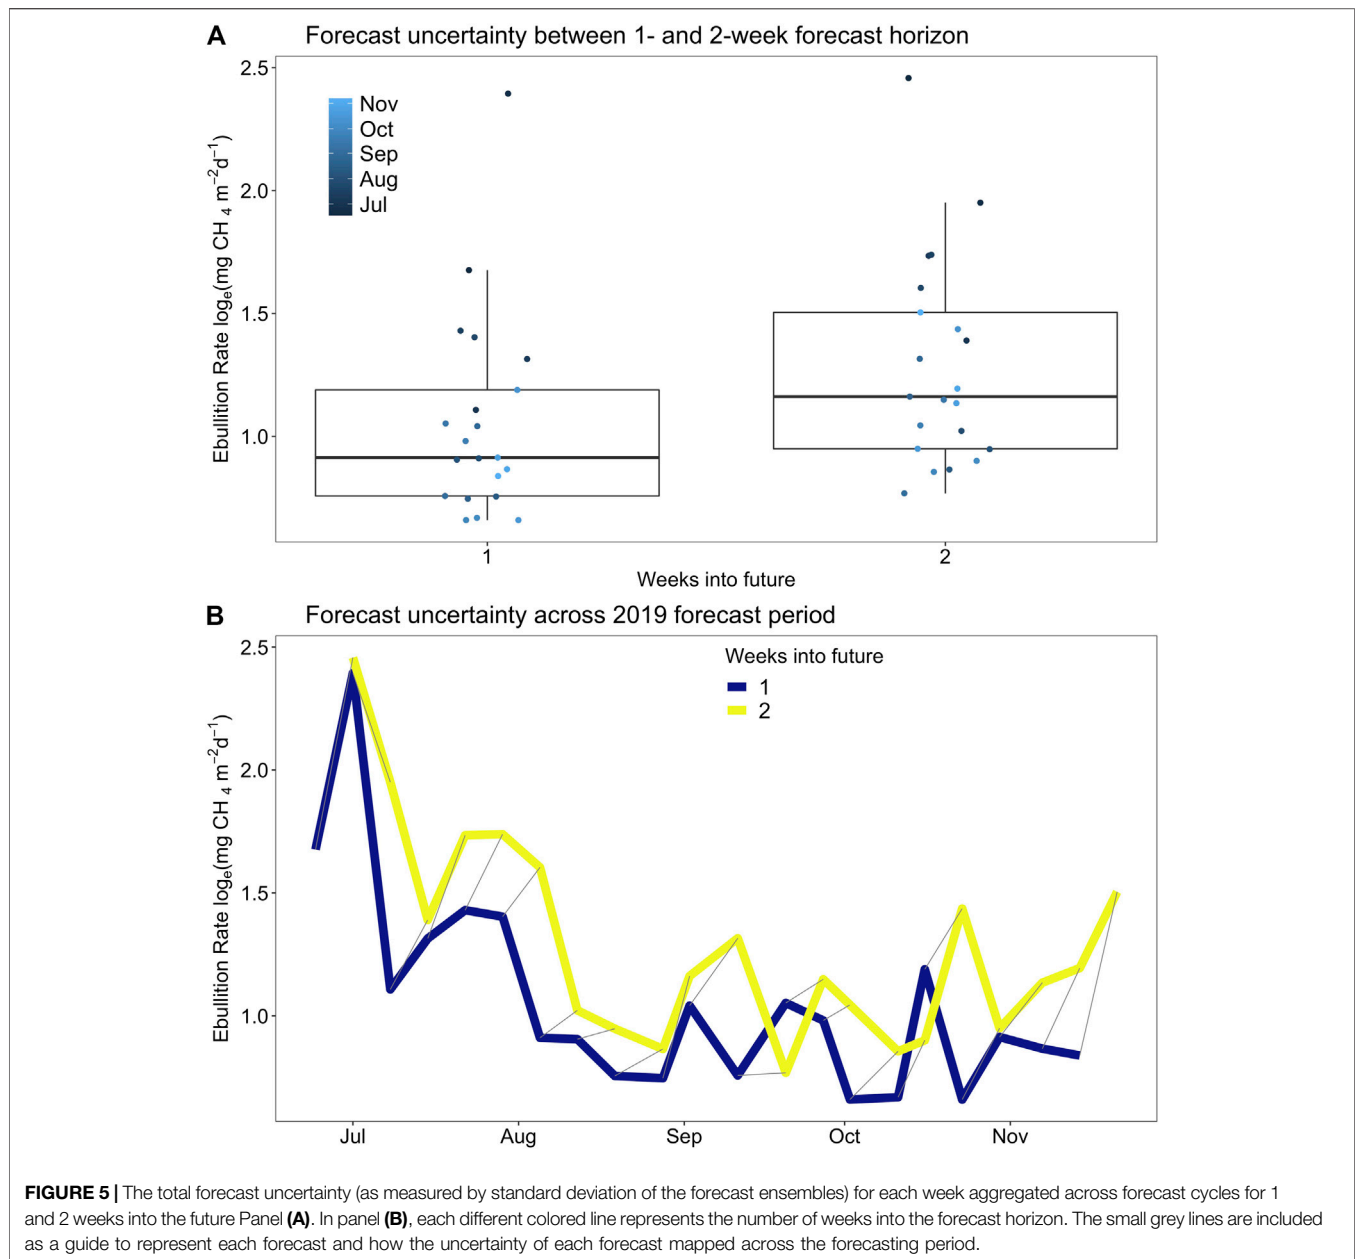 A Forecast uncertainty between 1- and 2-week forecast horizon
2.5
2.0
1.5
1.0
Ebullition Rate logₑ(mg CH ₄ m⁻²d⁻¹)
Nov
Oct
Sep
Aug
Jul
1 2
Weeks into future
B Forecast uncertainty across 2019 forecast period
2.5
2.0
1.5
1.0
Ebullition Rate logₑ(mg CH ₄ m⁻²d⁻¹)
Weeks into future
1
2
Jul Aug Sep Oct Nov
FIGURE 5 | The total forecast uncertainty (as measured by standard deviation of the forecast ensembles) for each week aggregated across forecast cycles for 1
and 2 weeks into the future Panel (A). In panel (B), each different colored line represents the number of weeks into the forecast horizon. The small grey lines are included
as a guide to represent each forecast and how the uncertainty of each forecast mapped across the forecasting period.